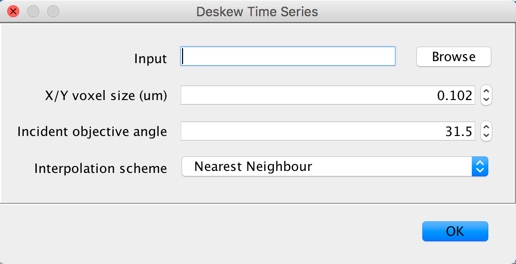 Deskew Time Series
Input
Browse
X/Y voxel size (um)
0.102
Incident objective angle
31.5
Interpolation scheme
Nearest Neighbour
OK